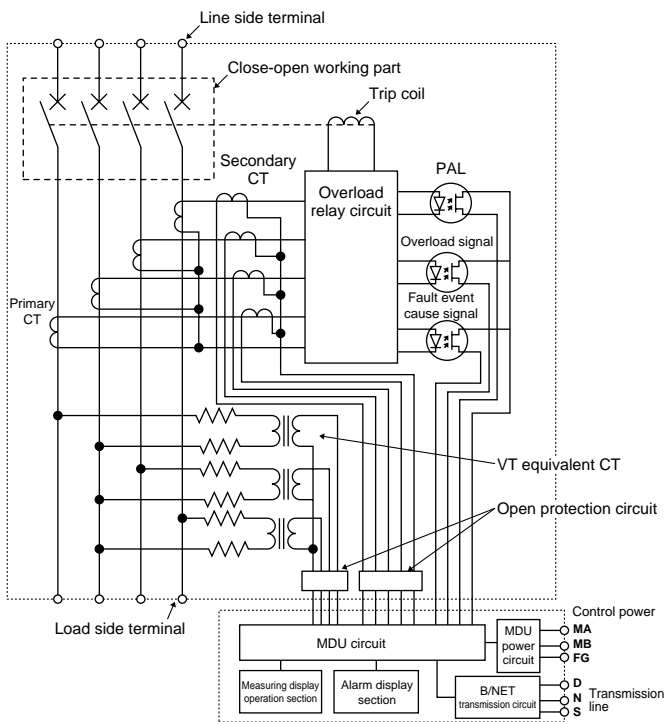 Line side terminal
Close-open working part
Trip coil
Secondary
CT
PAL
Overload
relay circuit
Overload signal
Fault event
cause signal
Primary
CT
VT equivalent CT
Open protection circuit
Load side terminal
Control power
MDU circuit
MDU
power
circuit
MA
MB
FG
Measuring display
operation section
Alarm display
section
B/NET
transmission circuit
D
N
S
Transmission
line